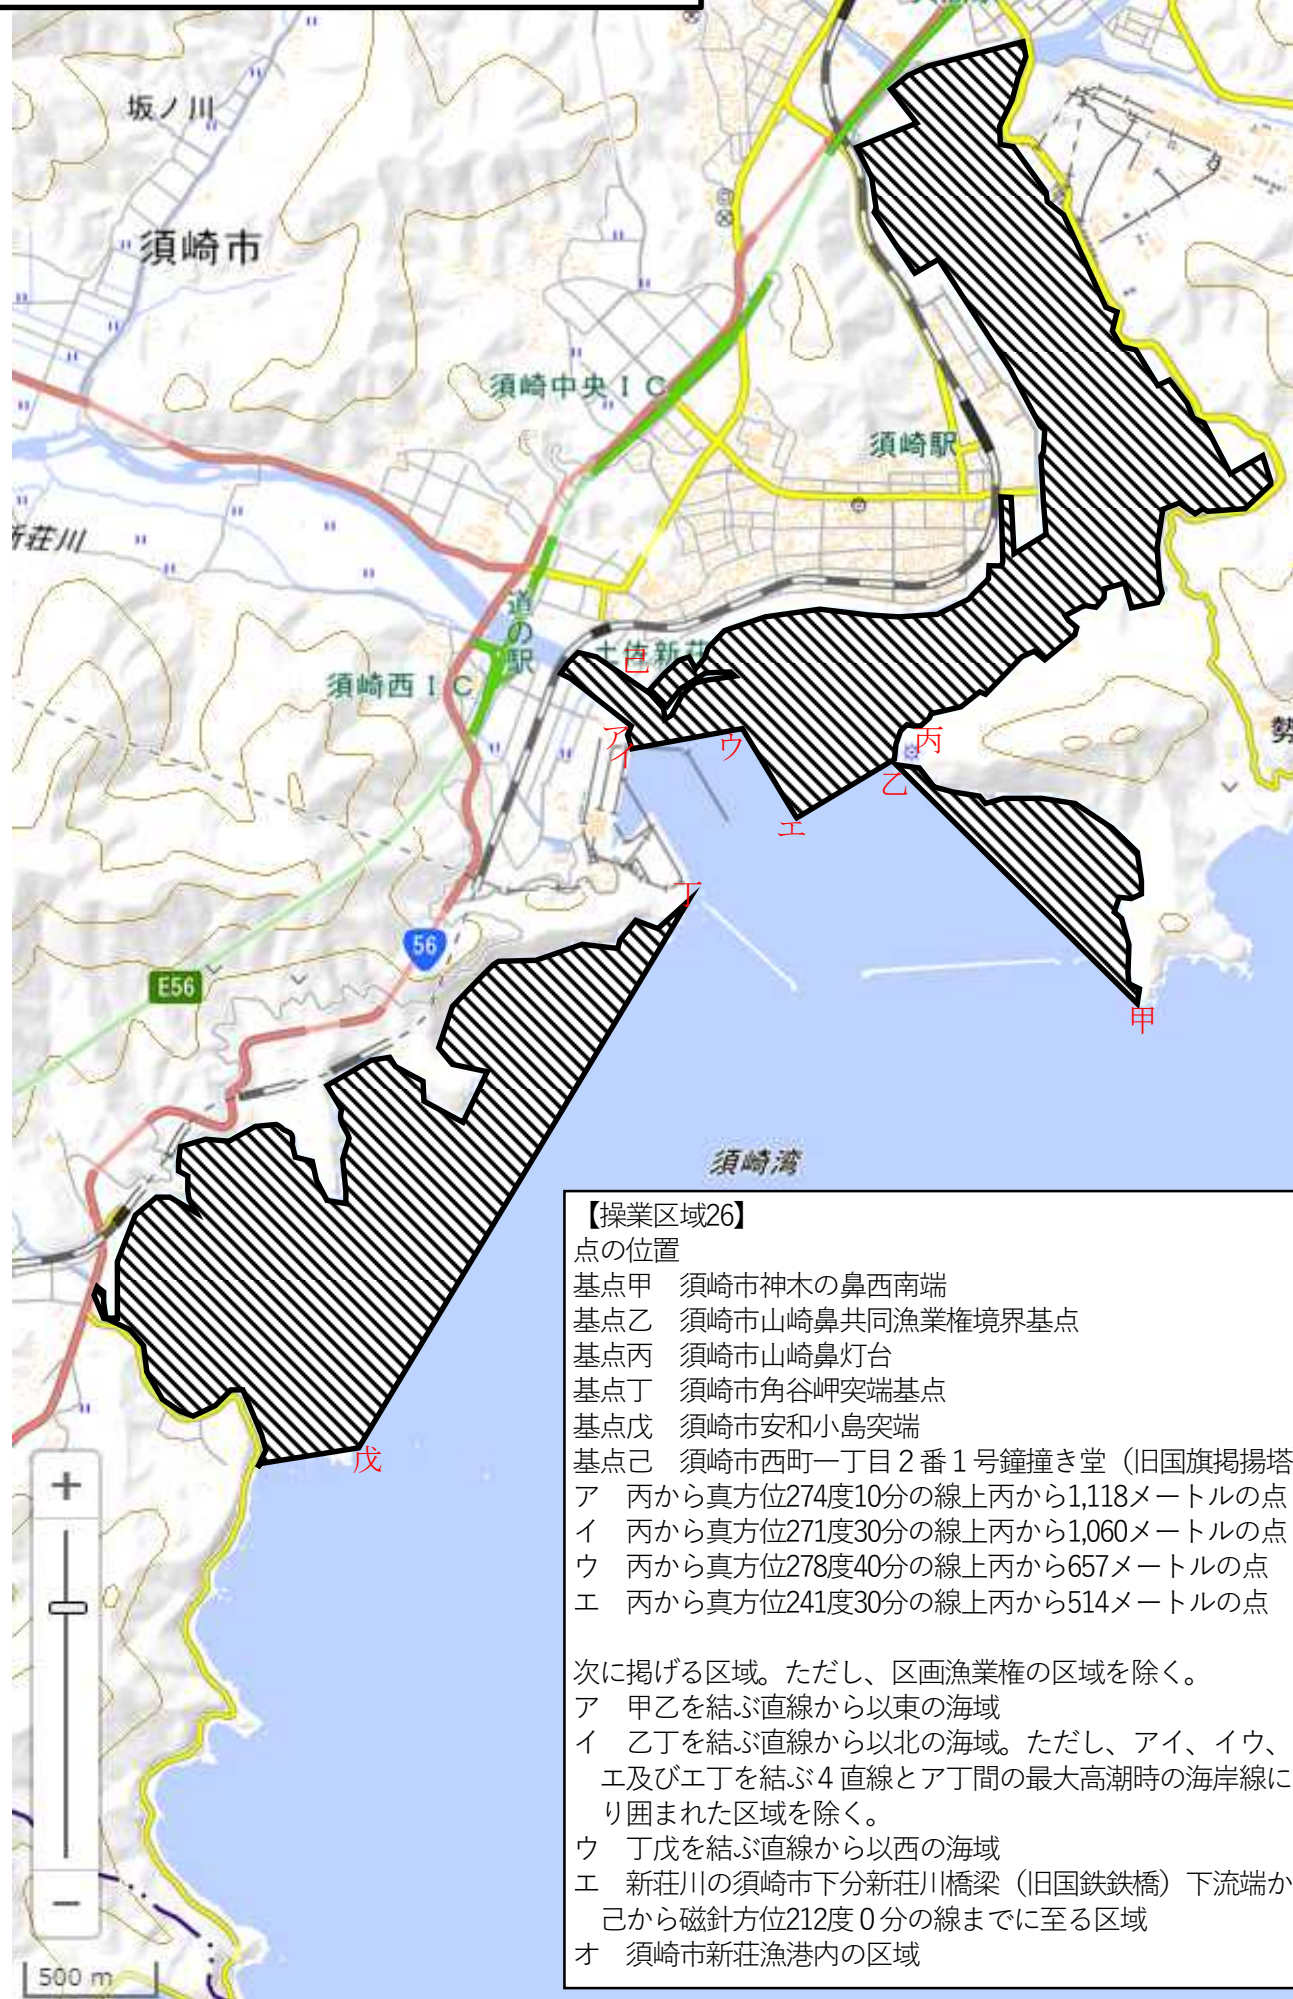 坂ノ川
須崎市
須崎中央ＩＣ
須崎駅
新荘川
道の駅
土佐新荘
己
須崎西ＩＣ
ア
イ
ウ
丙
乙
エ
勢
丁
56
E56
甲
須崎湾
戊
【操業区域26】
点の位置
基点甲　須崎市神木の鼻西南端
基点乙　須崎市山崎鼻共同漁業権境界基点
基点丙　須崎市山崎鼻灯台
基点丁　須崎市角谷岬突端基点
基点戊　須崎市安和小島突端
基点己　須崎市西町一丁目２番１号鐘撞き堂（旧国旗掲揚塔
ア　丙から真方位274度10分の線上丙から1,118メートルの点
イ　丙から真方位271度30分の線上丙から1,060メートルの点
ウ　丙から真方位278度40分の線上丙から657メートルの点
エ　丙から真方位241度30分の線上丙から514メートルの点
次に掲げる区域。ただし、区画漁業権の区域を除く。
ア　甲乙を結ぶ直線から以東の海域
イ　乙丁を結ぶ直線から以北の海域。ただし、アイ、イウ、
エ及びエ丁を結ぶ４直線とア丁間の最大高潮時の海岸線に
り囲まれた区域を除く。
ウ　丁戊を結ぶ直線から以西の海域
エ　新荘川の須崎市下分新荘川橋梁（旧国鉄鉄橋）下流端か
己から磁針方位212度０分の線までに至る区域
オ　須崎市新荘漁港内の区域
+
−
500 m